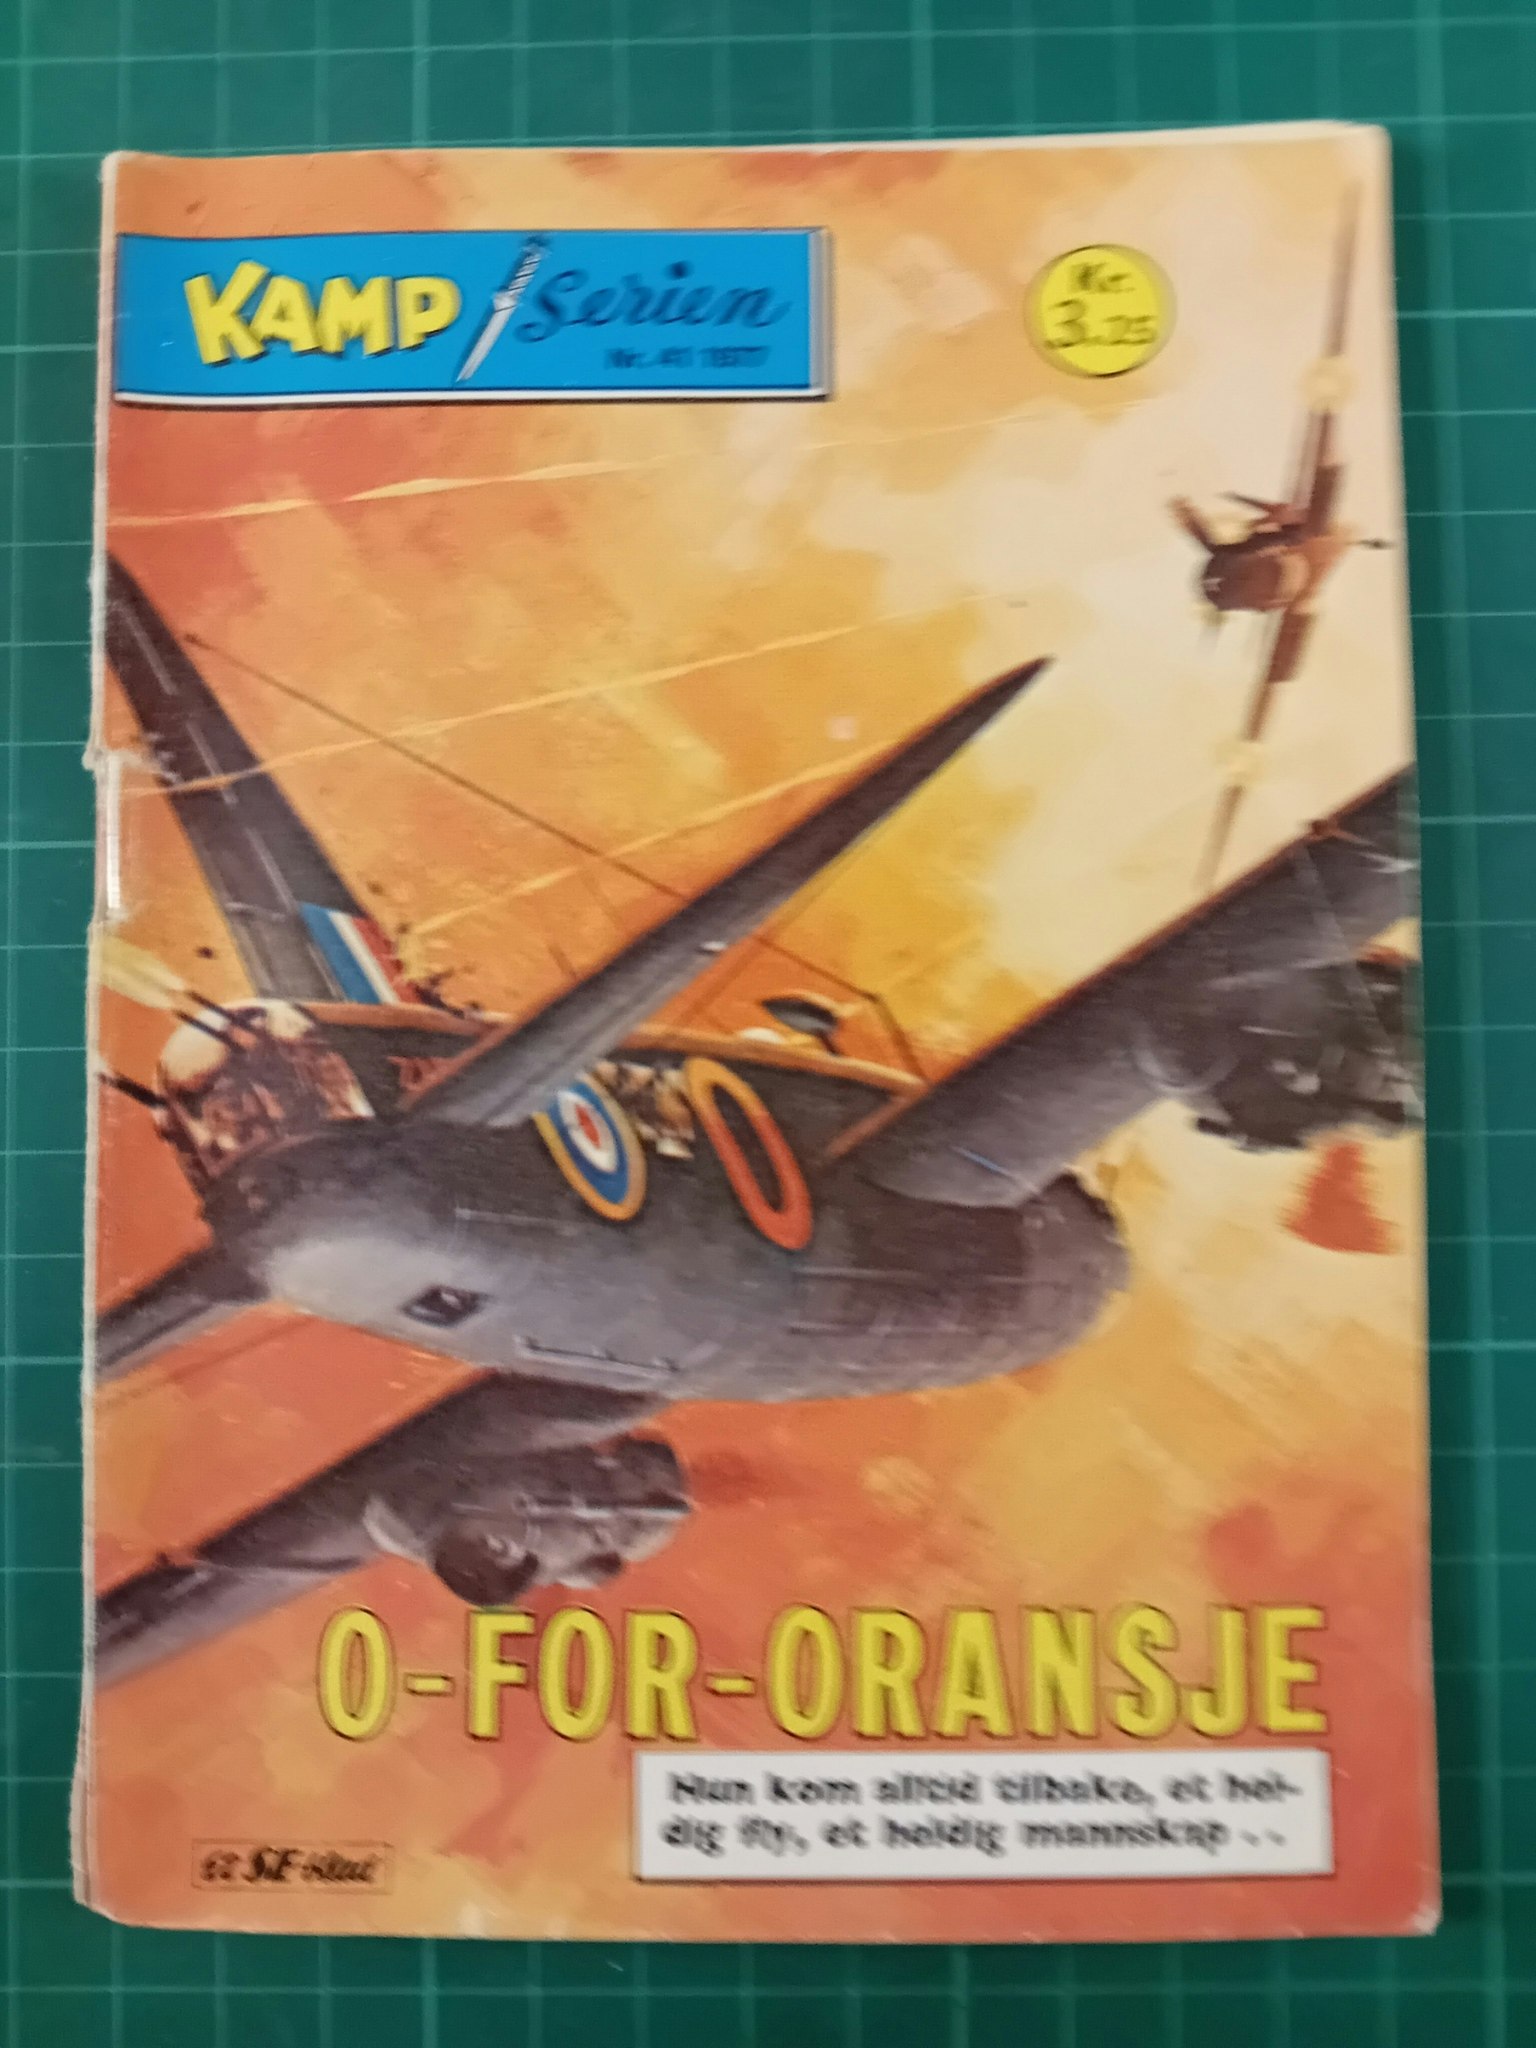 KAMP Serien
Nr. 41 1977
Kr.
3.25
O
O-FOR-ORANSJE
Hun kom alltid tilbake, et hel-
dig fly, et heldig mannskap . .